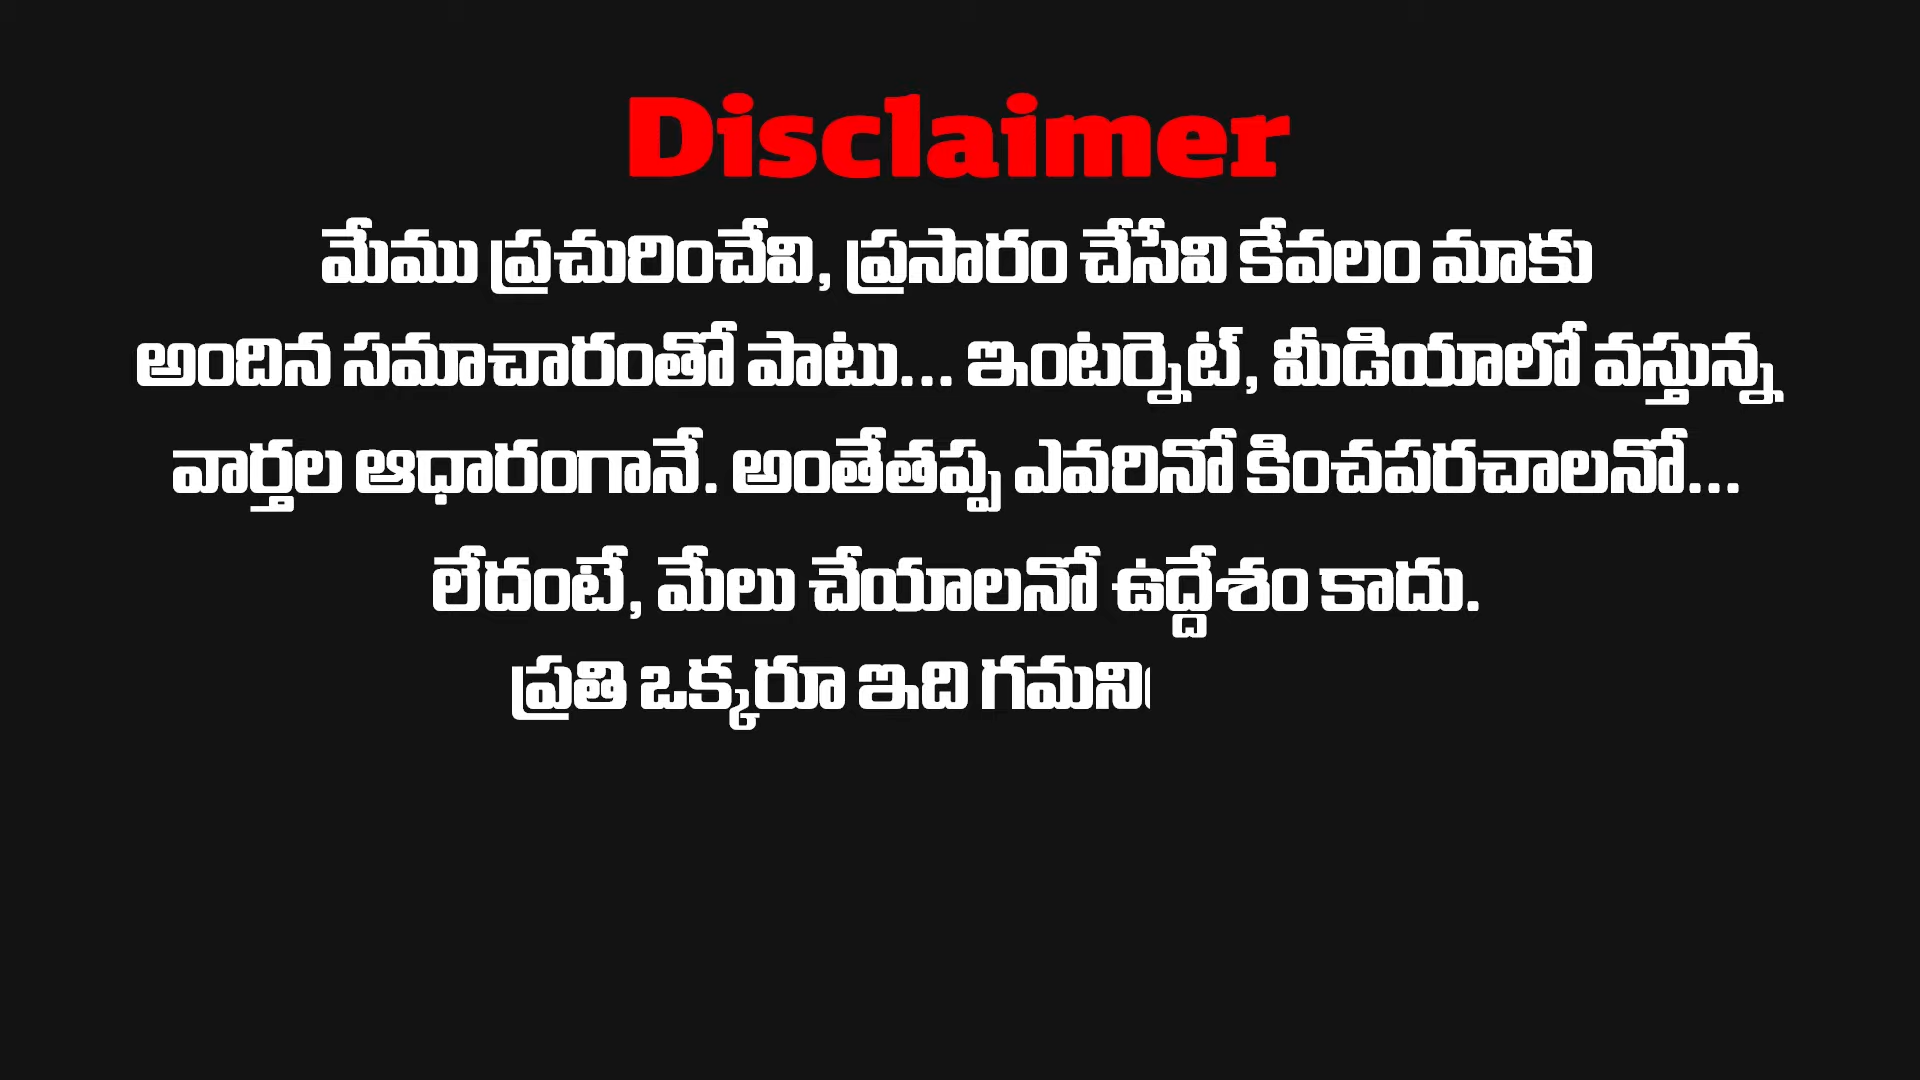 Disclaimer
మేము ప్రచురించేవి, ప్రసారం చేసేవి కేవలం మాకు
అందిన సమాచారంతో పాటు... ఇంటర్నెట్, మీడియాలో వస్తున్న
వార్తల ఆధారంగానే. అంతేతప్ప ఎవరినో కించపరచాలనో...
లేదంటే, మేలు చేయాలనో ఉద్దేశం కాదు.
ప్రతి ఒక్కరూ ఇది